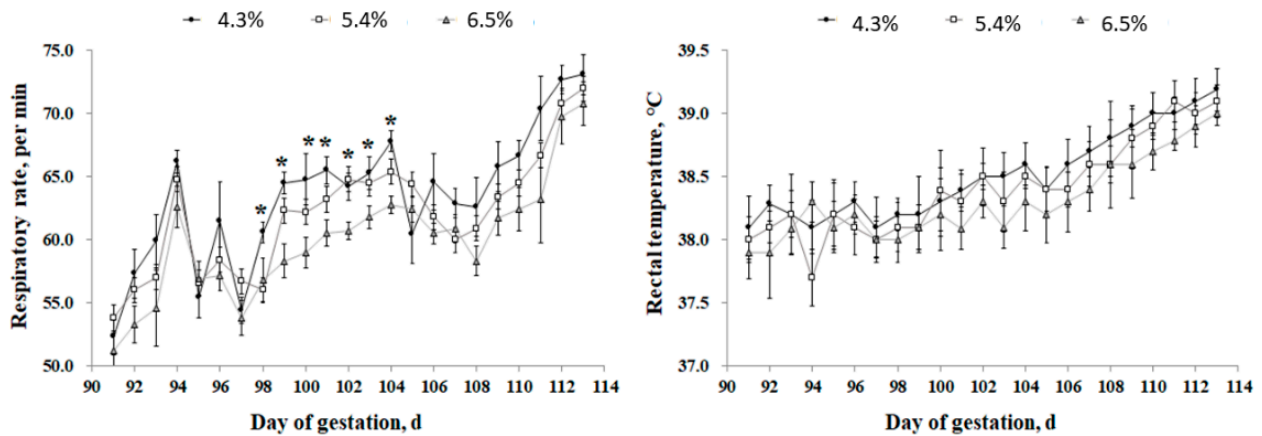 4.3% 5.4% 6.5%
Respiratory rate, per min
75.0
70.0
65.0
60.0
55.0
50.0
* * * * * * *
90 92 94 96 98 100 102 104 106 108 110 112 114
Day of gestation, d
4.3% 5.4% 6.5%
Rectal temperature, °C
39.5
39.0
38.5
38.0
37.5
37.0
90 92 94 96 98 100 102 104 106 108 110 112 114
Day of gestation, d